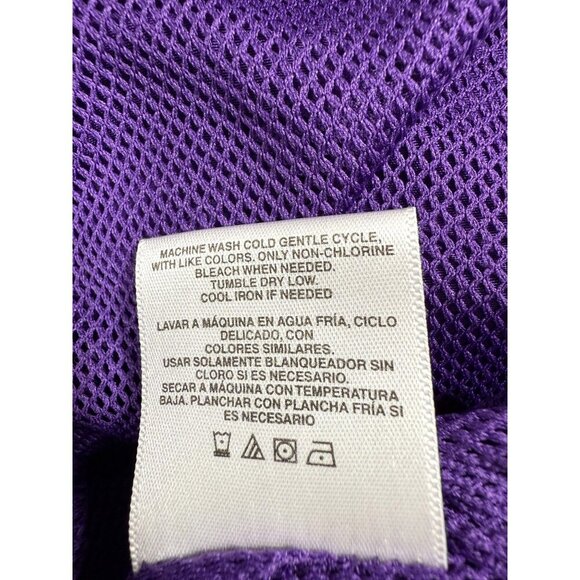 MACHINE WASH COLD GENTLE CYCLE,
WITH LIKE COLORS. ONLY NON-CHLORINE
BLEACH WHEN NEEDED.
TUMBLE DRY LOW.
COOL IRON IF NEEDED
LAVAR A MÁQUINA EN AGUA FRÍA, CICLO
DELICADO, CON
COLORES SIMILARES.
USAR SOLAMENTE BLANQUEADOR SIN
CLORO SI ES NECESARIO.
SECAR A MÁQUINA CON TEMPERATURA
BAJA. PLANCHAR CON PLANCHA FRÍA SI
ES NECESARIO